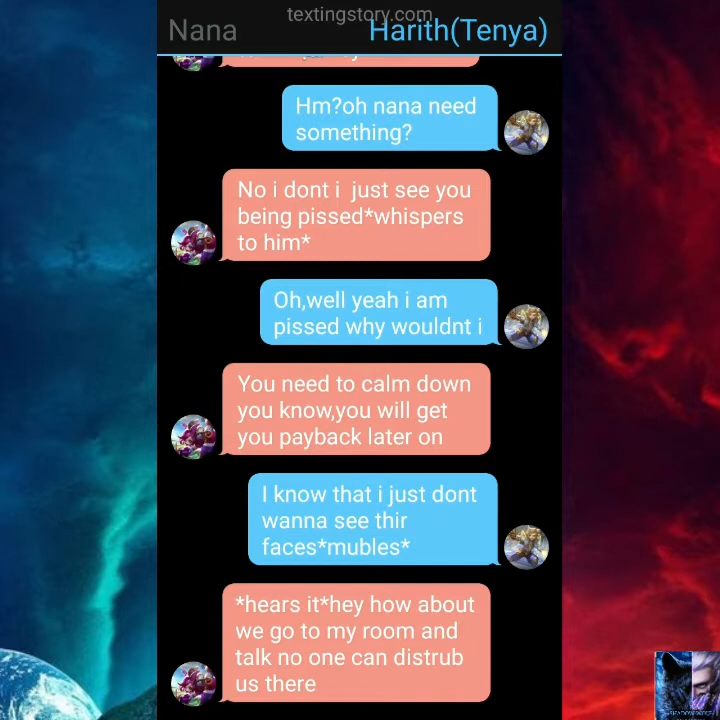 textingstory.com
Nana
Harith(Tenya)
Hm?oh nana need
something?
No i dont i just see you
being pissed*whispers
to him*
Oh,well yeah i am
pissed why wouldnt i
You need to calm down
you know,you will get
you payback later on
I know that i just dont
wanna see thir
faces*mubles*
*hears it*hey how about
we go to my room and
talk no one can distrub
us there